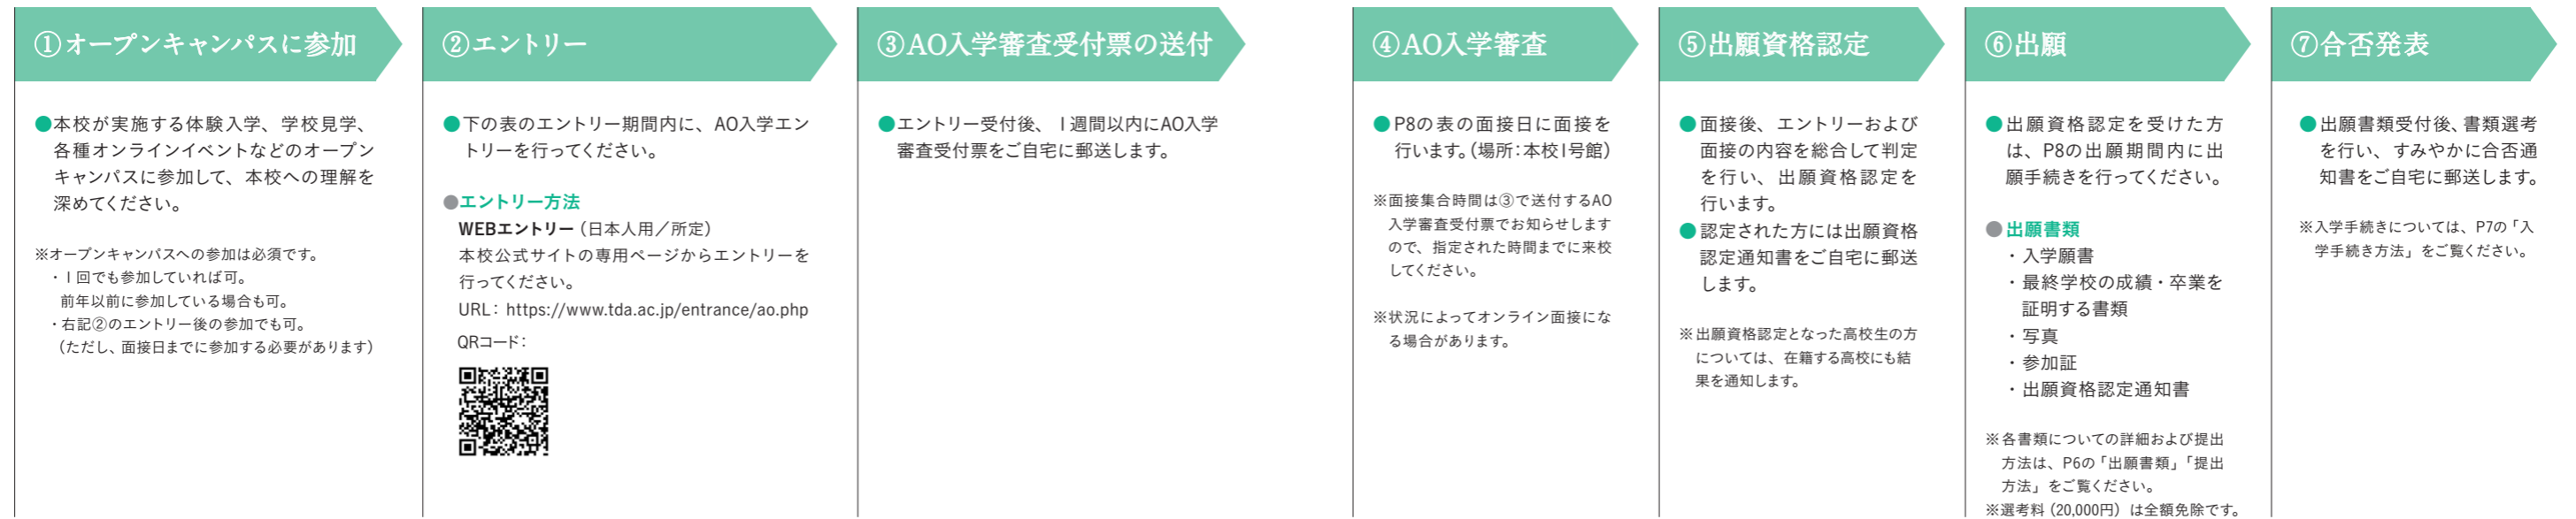 ①オープンキャンパスに参加
●本校が実施する体験入学、学校見学、
各種オンラインイベントなどのオープン
キャンパスに参加して、本校への理解を
深めてください。
※オープンキャンパスへの参加は必須です。
・1回でも参加していれば可。
前年以前に参加している場合も可。
・右記②のエントリー後の参加でも可。
（ただし、面接日までに参加する必要があります）
②エントリー
●下の表のエントリー期間内に、AO入学エン
トリーを行ってください。
●エントリー方法
WEBエントリー（日本人用／所定）
本校公式サイトの専用ページからエントリーを
行ってください。
URL：https://www.tda.ac.jp/entrance/ao.php
QRコード：
③AO入学審査受付票の送付
●エントリー受付後、1週間以内にAO入学
審査受付票をご自宅に郵送します。
④AO入学審査
●P8の表の面接日に面接を
行います。（場所：本校1号館）
※面接集合時間は③で送付するAO
入学審査受付票でお知らせします
ので、指定された時間までに来校
してください。
※状況によってオンライン面接にな
る場合があります。
⑤出願資格認定
●面接後、エントリーおよび
面接の内容を総合して判定
を行い、出願資格認定を
行います。
●認定された方には出願資格
認定通知書をご自宅に郵送
します。
※出願資格認定となった高校生の方
については、在籍する高校にも結
果を通知します。
⑥出願
●出願資格認定を受けた方
は、P8の出願期間内に出
願手続きを行ってください。
●出願書類
・入学願書
・最終学校の成績・卒業を
証明する書類
・写真
・参加証
・出願資格認定通知書
※各書類についての詳細および提出
方法は、P6の「出願書類」「提出
方法」をご覧ください。
※選考料（20,000円）は全額免除です。
⑦合否発表
●出願書類受付後、書類選考
を行い、すみやかに合否通
知書をご自宅に郵送します。
※入学手続きについては、P7の「入
学手続き方法」をご覧ください。